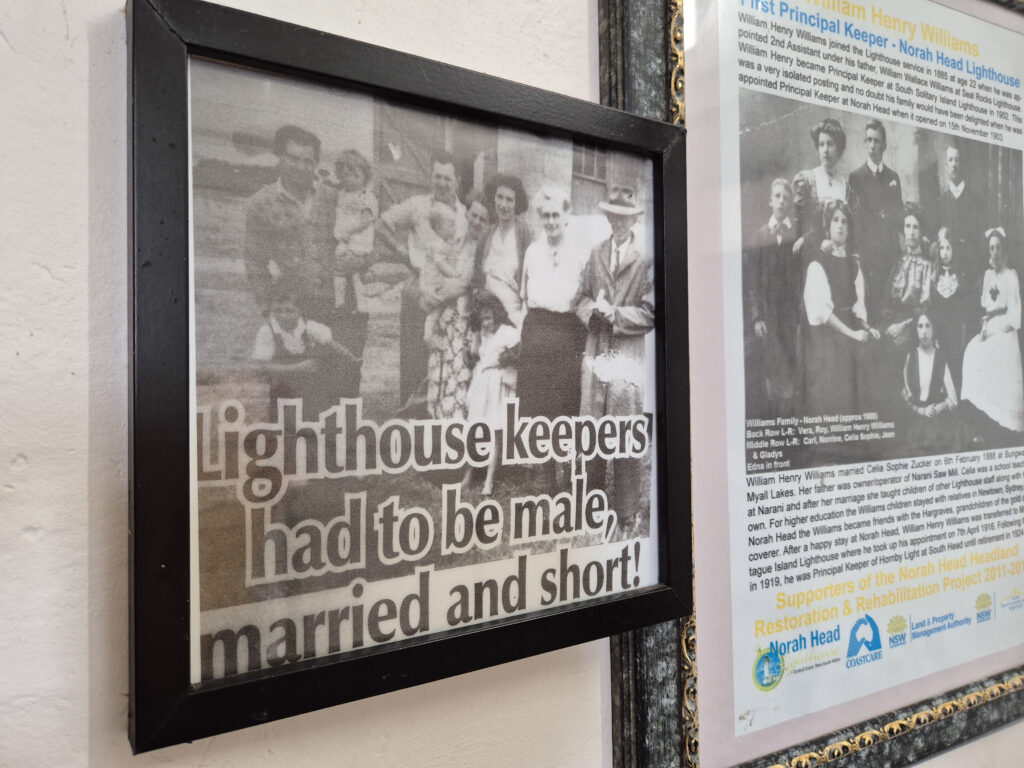 Lighthouse keepers
had to be male,
married and short!
William Henry Williams
First Principal Keeper - Norah Head Lighthouse
William Henry Williams joined the Lighthouse service in 1885 at age 22 when he was ap-
pointed 2nd Assistant under his father, William Wallace Williams at Seal Rocks Lighthouse
William Henry became Principal Keeper at South Solitary Island Lighthouse in 1902. This
was a very isolated posting and no doubt his family would have been delighted when he was
appointed Principal Keeper at Norah Head when it opened on 15th November 1903
Williams Family - Norah Head (approx
Back Row L-R: Vera, Roy, William Henry Williams
Middle Row L-R: Carl, Norrine, Celia Sophie, Jean
& Gladys
Edna in front
William Henry Williams married Celia Sophie Zucker on 6th February 1888 at Bungwa
Myall Lakes. Her father was owner/operator of Narani Saw Mill. Celia was a school teach
at Narani and after her marriage she taught children of other Lighthouse staff along with
own. For higher education the Williams children stayed with relatives in Newtown, Sydney
Norah Head the Williams became friends with the Hargraves, grandchildren of the gold di
coverer. After a happy stay at Norah Head, William Henry Williams was transferred to M
tague Island Lighthouse where he took up his appointment on 7th April 1916. Following
in 1919, he was Principal Keeper of Hornby Light at South Head until retirement in 1924
Supporters of the Norah Head Headland
Restoration & Rehabilitation Project 2011-201
Norah Head
Lighthouse
Central Coast, New South Wales
COASTCARE
NSW
Land & Property
Management Authority
NSW